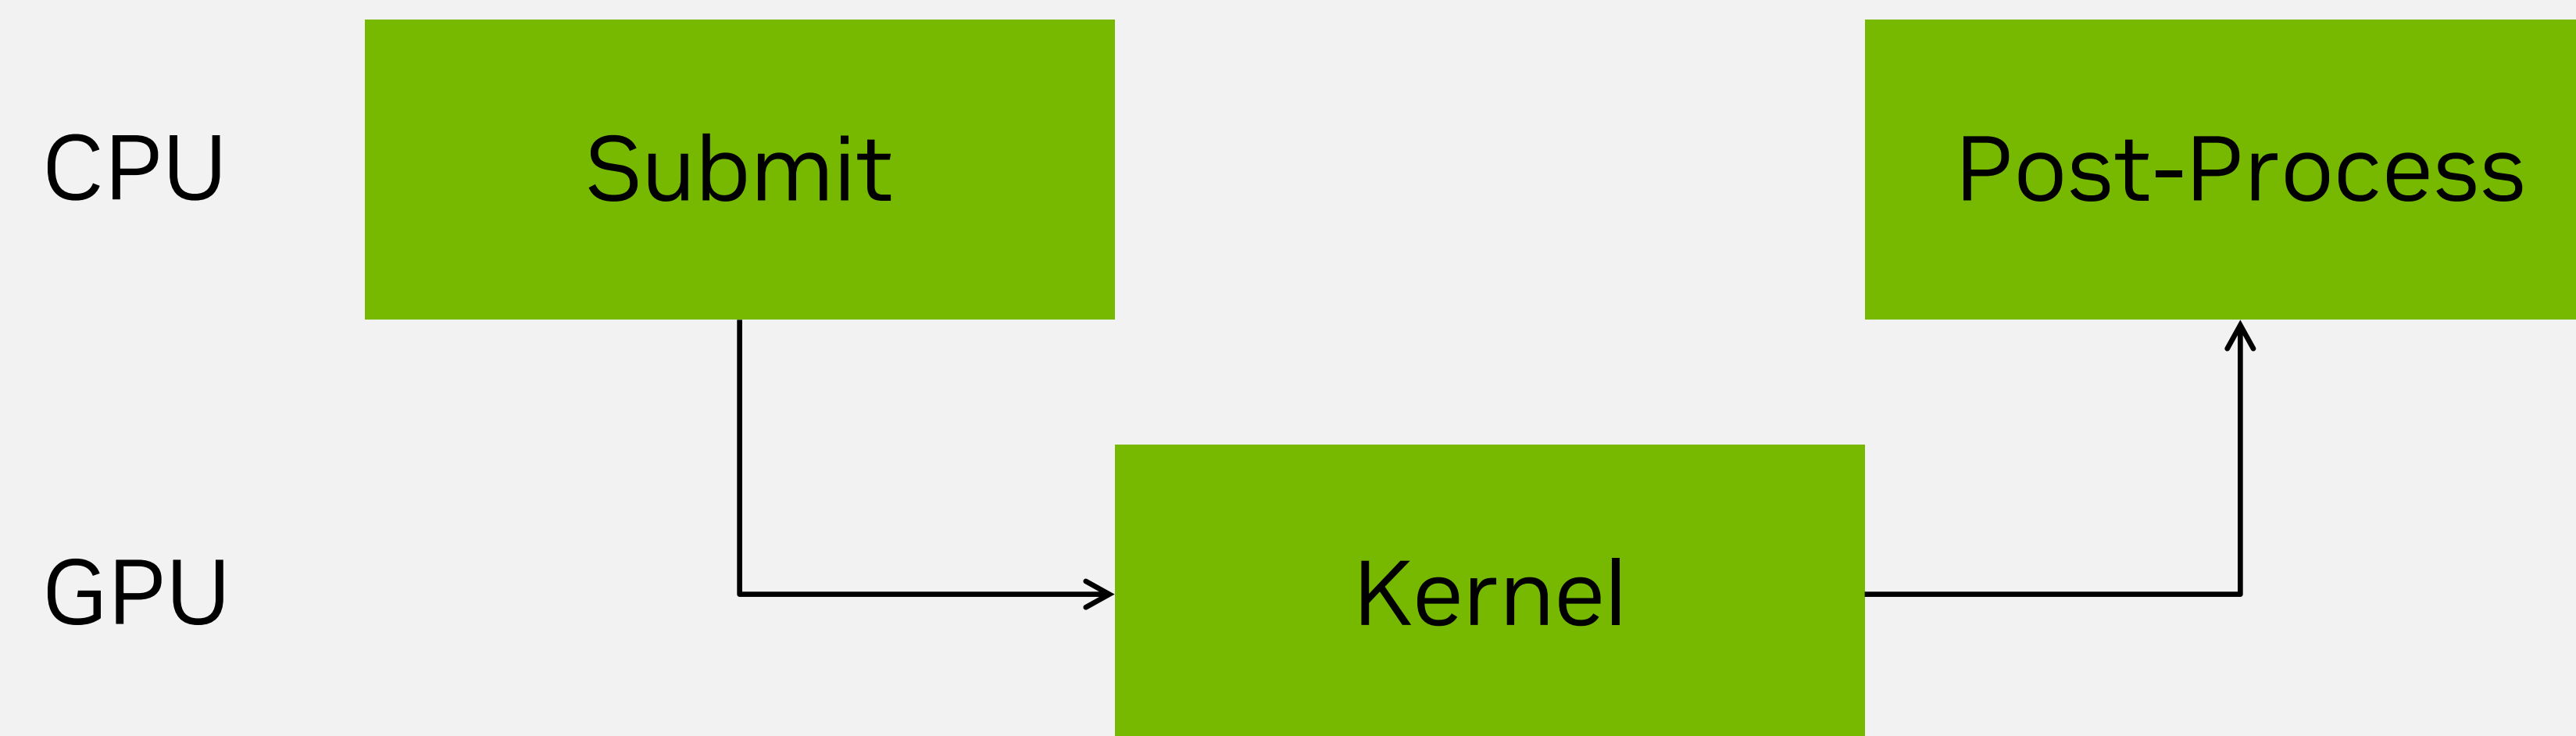 CPU
Submit
Post-Process
GPU
Kernel